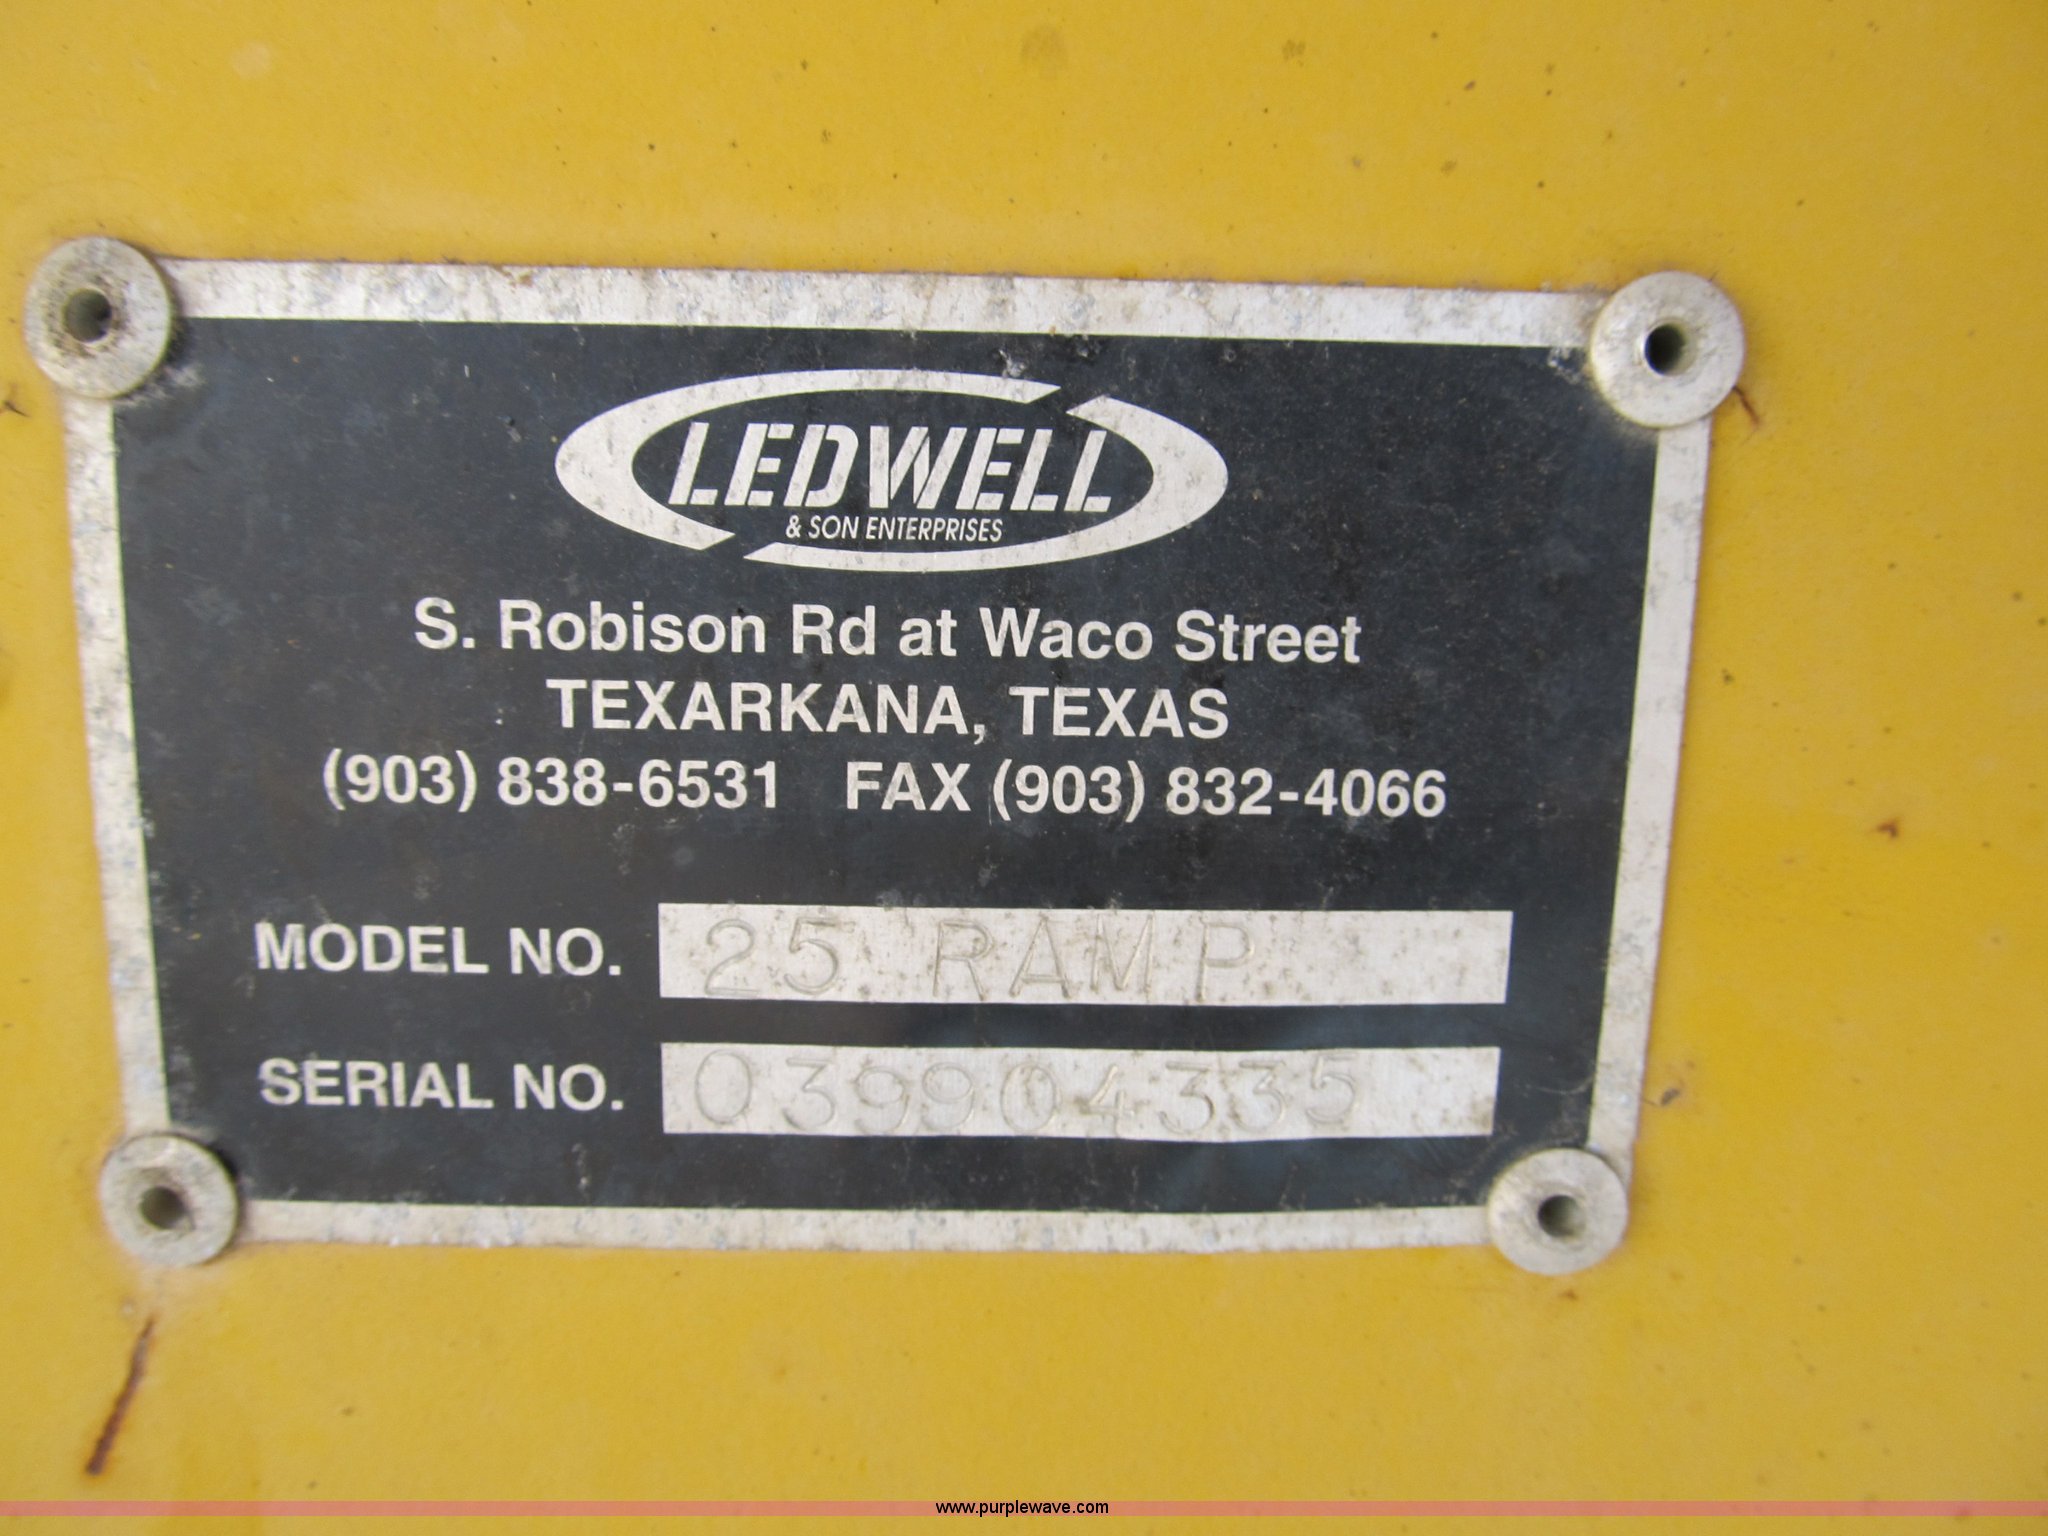 LEDWELL
& SON ENTERPRISES
S. Robison Rd at Waco Street
TEXARKANA, TEXAS
(903) 838-6531 FAX (903) 832-4066
MODEL NO. 25 RAMP
SERIAL NO. 039904335
www.purplewave.com